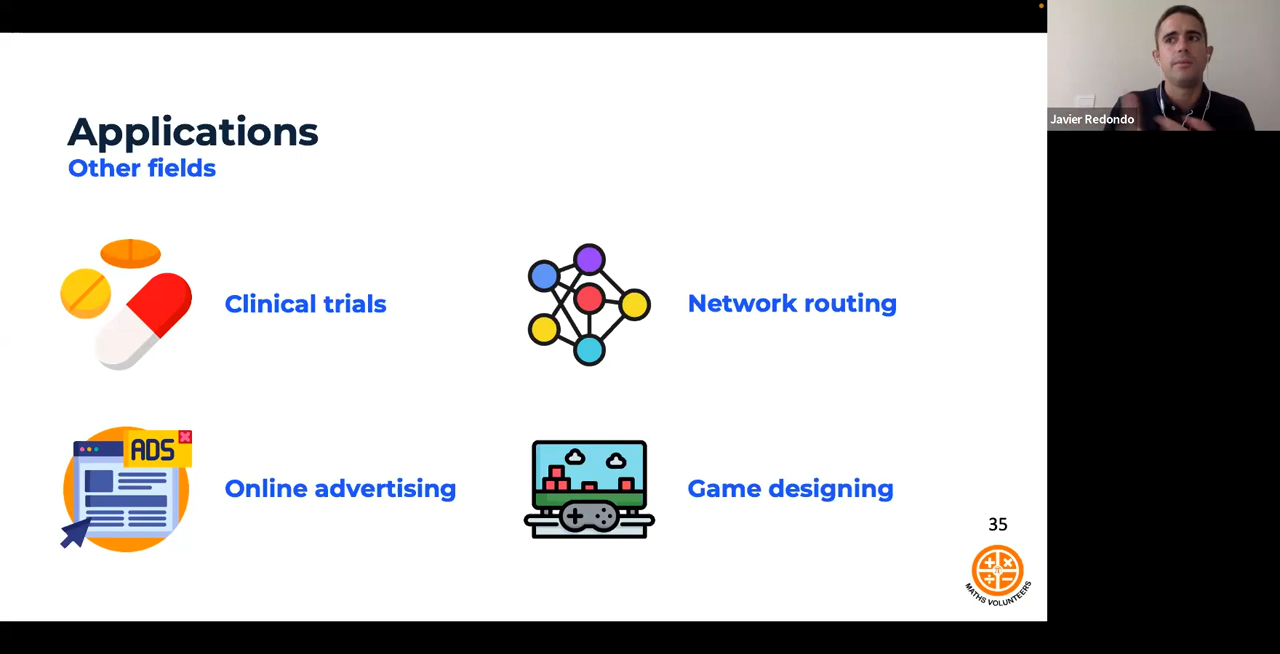 Applications
Other fields
Clinical trials
Network routing
ADS
Online advertising
Game designing
35
MATHS VOLUNTEERS
Javier Redondo